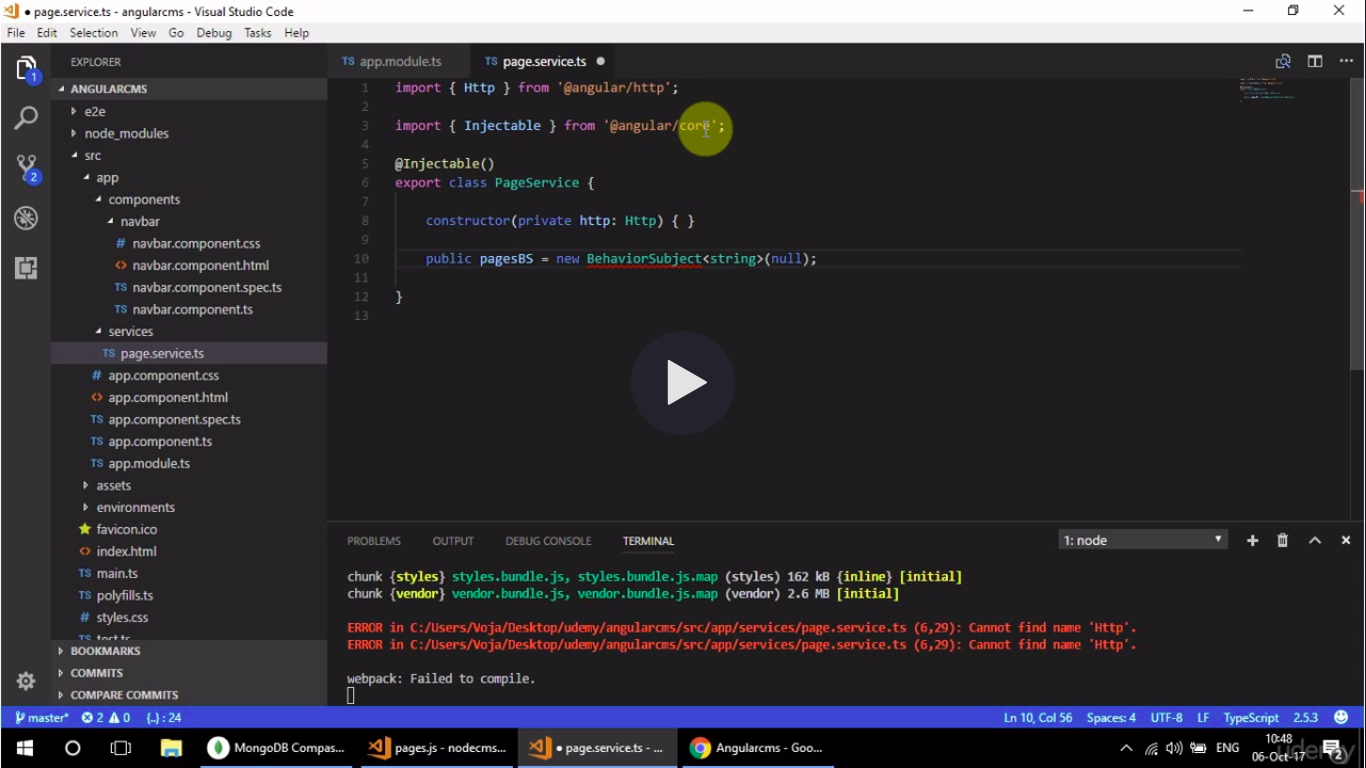 ● page.service.ts - angularcms - Visual Studio Code
File Edit Selection View Go Debug Tasks Help
EXPLORER
TS app.module.ts
TS page.service.ts ●
ANGULARCMS
e2e
node_modules
src
app
components
navbar
# navbar.component.css
<> navbar.component.html
TS navbar.component.spec.ts
TS navbar.component.ts
services
TS page.service.ts
# app.component.css
<> app.component.html
TS app.component.spec.ts
TS app.component.ts
TS app.module.ts
assets
environments
favicon.ico
<> index.html
TS main.ts
TS polyfills.ts
# styles.css
TS test.ts
BOOKMARKS
COMMITS
COMPARE COMMITS
1
2
1 import { Http } from '@angular/http';
2
3 import { Injectable } from '@angular/core';
4
5 @Injectable()
6 export class PageService {
7
8 constructor(private http: Http) { }
9
10 public pagesBS = new BehaviorSubject<string>(null);
11
12 }
13
PROBLEMS OUTPUT DEBUG CONSOLE TERMINAL
1: node
chunk {styles} styles.bundle.js, styles.bundle.js.map (styles) 162 kB {inline} [initial]
chunk {vendor} vendor.bundle.js, vendor.bundle.js.map (vendor) 2.6 MB [initial]
ERROR in C:/Users/Voja/Desktop/udemy/angularcms/src/app/services/page.service.ts (6,29): Cannot find name 'Http'.
ERROR in C:/Users/Voja/Desktop/udemy/angularcms/src/app/services/page.service.ts (6,29): Cannot find name 'Http'.
webpack: Failed to compile.
master* 2 0 {..} : 24
Ln 10, Col 56 Spaces: 4 UTF-8 LF TypeScript 2.5.3
MongoDB Compas...
pages.js - nodecms...
● page.service.ts - ...
Angularcms - Goo...
ENG
10:48
06-Oct-17
2
udemy